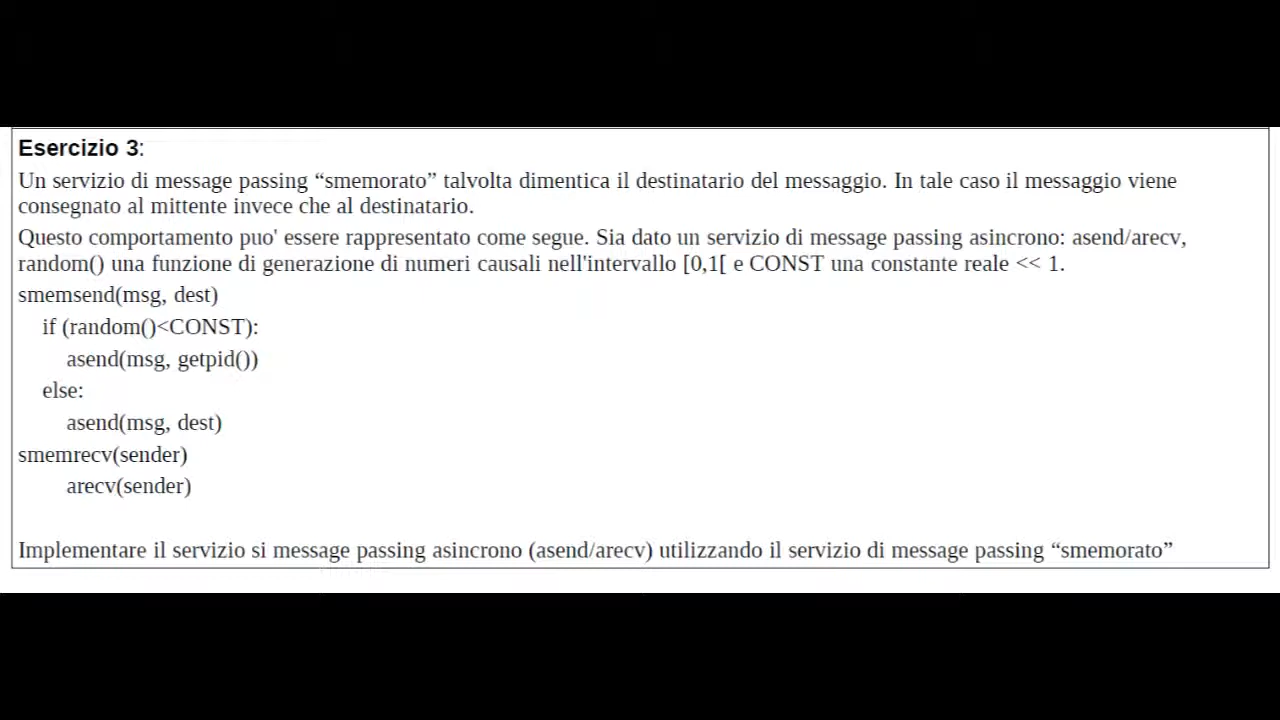 Esercizio 3:
Un servizio di message passing “smemorato” talvolta dimentica il destinatario del messaggio. In tale caso il messaggio viene
consegnato al mittente invece che al destinatario.
Questo comportamento puo' essere rappresentato come segue. Sia dato un servizio di message passing asincrono: asend/arecv,
random() una funzione di generazione di numeri causali nell'intervallo [0,1[ e CONST una constante reale << 1.
smemsend(msg, dest)
if (random()<CONST):
asend(msg, getpid())
else:
asend(msg, dest)
smemrecv(sender)
arecv(sender)
Implementare il servizio si message passing asincrono (asend/arecv) utilizzando il servizio di message passing “smemorato”